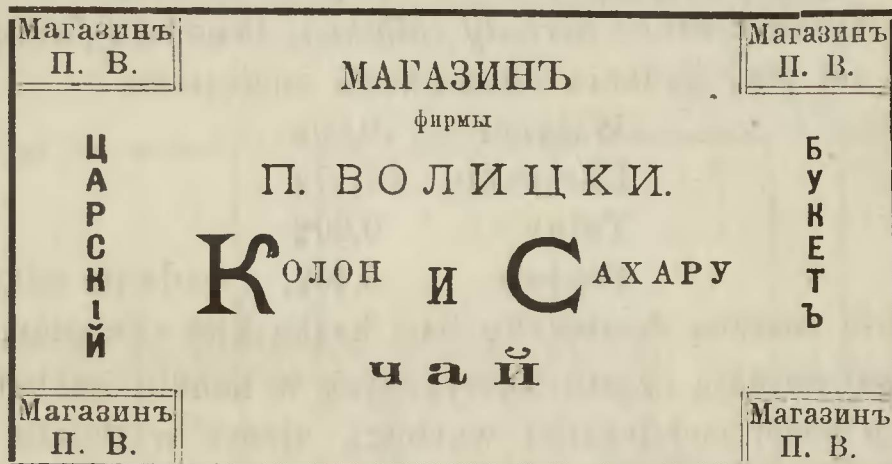 Магазинъ
П. В.
Магазинъ
П. В.
МАГАЗИНЪ
фирмы
П. ВОЛИЦКИ.
ЦАРСКІЙ
БУКЕТЪ
Колон и Сахару
чай
Магазинъ
П. В.
Магазинъ
П. В.